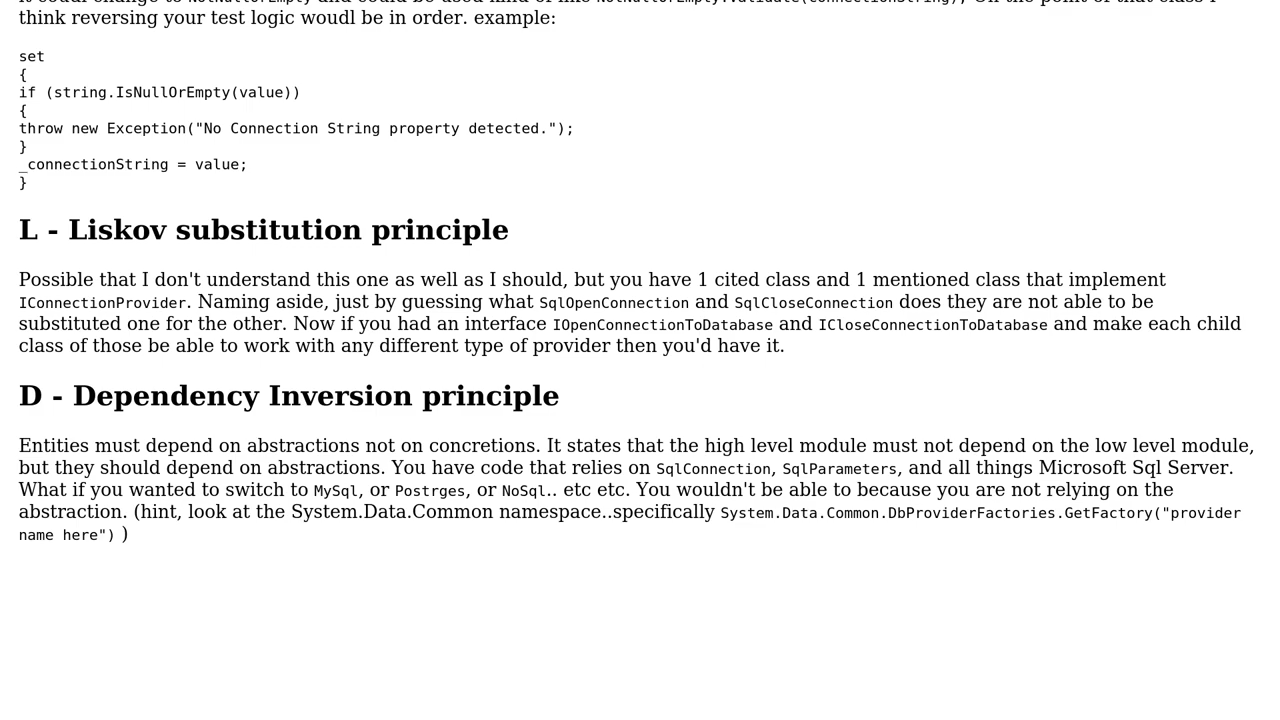 think reversing your test logic woudl be in order. example:
set
{
if (string.IsNullOrEmpty(value))
{
throw new Exception("No Connection String property detected.");
}
_connectionString = value;
}
L - Liskov substitution principle
Possible that I don't understand this one as well as I should, but you have 1 cited class and 1 mentioned class that implement
IConnectionProvider. Naming aside, just by guessing what SqlOpenConnection and SqlCloseConnection does they are not able to be
substituted one for the other. Now if you had an interface IOpenConnectionToDatabase and ICloseConnectionToDatabase and make each child
class of those be able to work with any different type of provider then you'd have it.
D - Dependency Inversion principle
Entities must depend on abstractions not on concretions. It states that the high level module must not depend on the low level module,
but they should depend on abstractions. You have code that relies on SqlConnection, SqlParameters, and all things Microsoft Sql Server.
What if you wanted to switch to MySql, or Postrges, or NoSql.. etc etc. You wouldn't be able to because you are not relying on the
abstraction. (hint, look at the System.Data.Common namespace..specifically System.Data.Common.DbProviderFactories.GetFactory("provider
name here") )